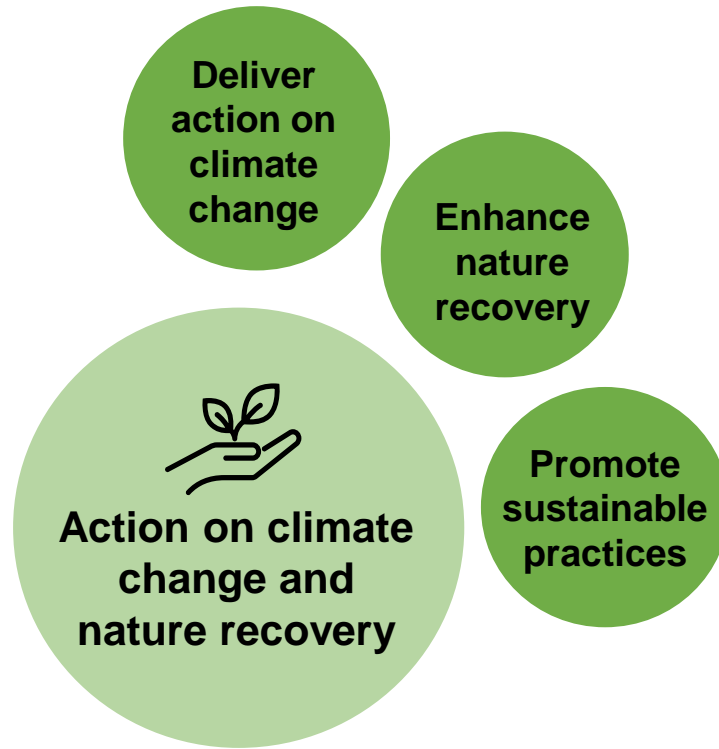 Deliver
action on
climate
change
Enhance
nature
recovery
Promote
sustainable
practices
Action on climate
change and
nature recovery